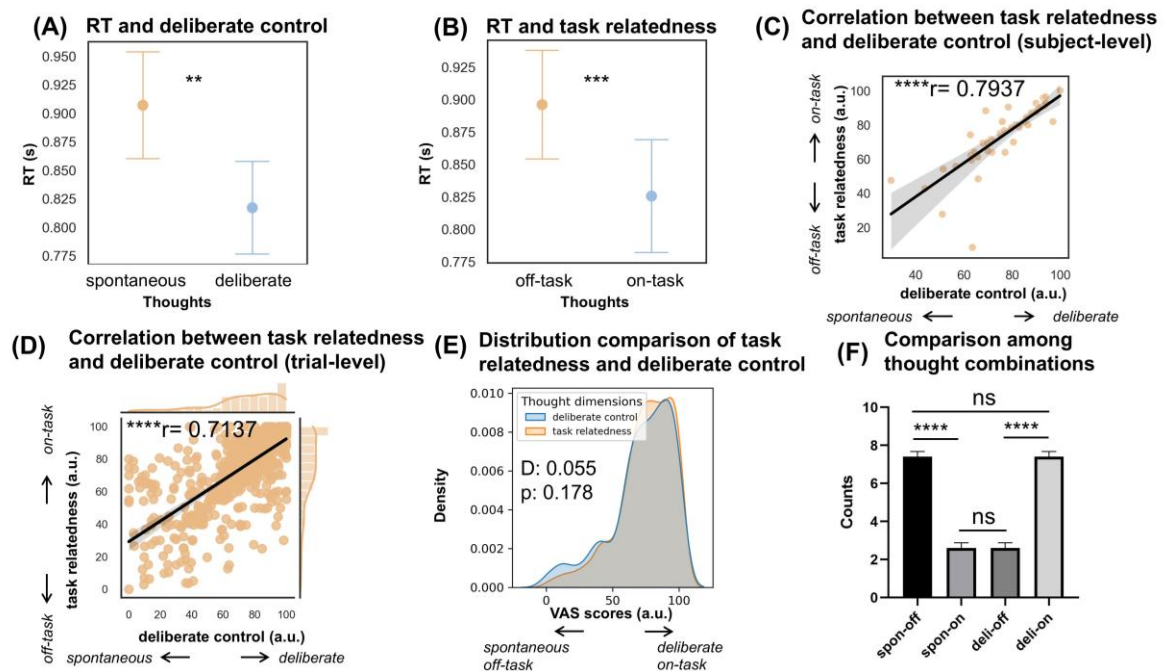 (A) RT and deliberate control
0.950
0.925
0.900
0.875
0.850
0.825
0.800
0.775
RT (s)
**
spontaneous deliberate
Thoughts
(B) RT and task relatedness
0.925
0.900
0.875
0.850
0.825
0.800
0.775
RT (s)
***
off-task on-task
Thoughts
(C) Correlation between task relatedness
and deliberate control (subject-level)
****r= 0.7937
off-task ← → on-task
task relatedness (a.u.)
100
80
60
40
20
40 60 80 100
deliberate control (a.u.)
spontaneous ← → deliberate
(D) Correlation between task relatedness
and deliberate control (trial-level)
****r= 0.7137
off-task ← → on-task
task relatedness (a.u.)
100
80
60
40
20
0
0 20 40 60 80 100
deliberate control (a.u.)
spontaneous ← → deliberate
(E) Distribution comparison of task
relatedness and deliberate control
0.010
0.008
0.006
0.004
0.002
0.000
Density
Thought dimensions
deliberate control
task relatedness
D: 0.055
p: 0.178
0 50 100
VAS scores (a.u.)
← →
spontaneous deliberate
off-task on-task
(F) Comparison among
thought combinations
10
8
6
4
2
0
Counts
ns
**** ****
ns
spon-off spon-on deli-off deli-on